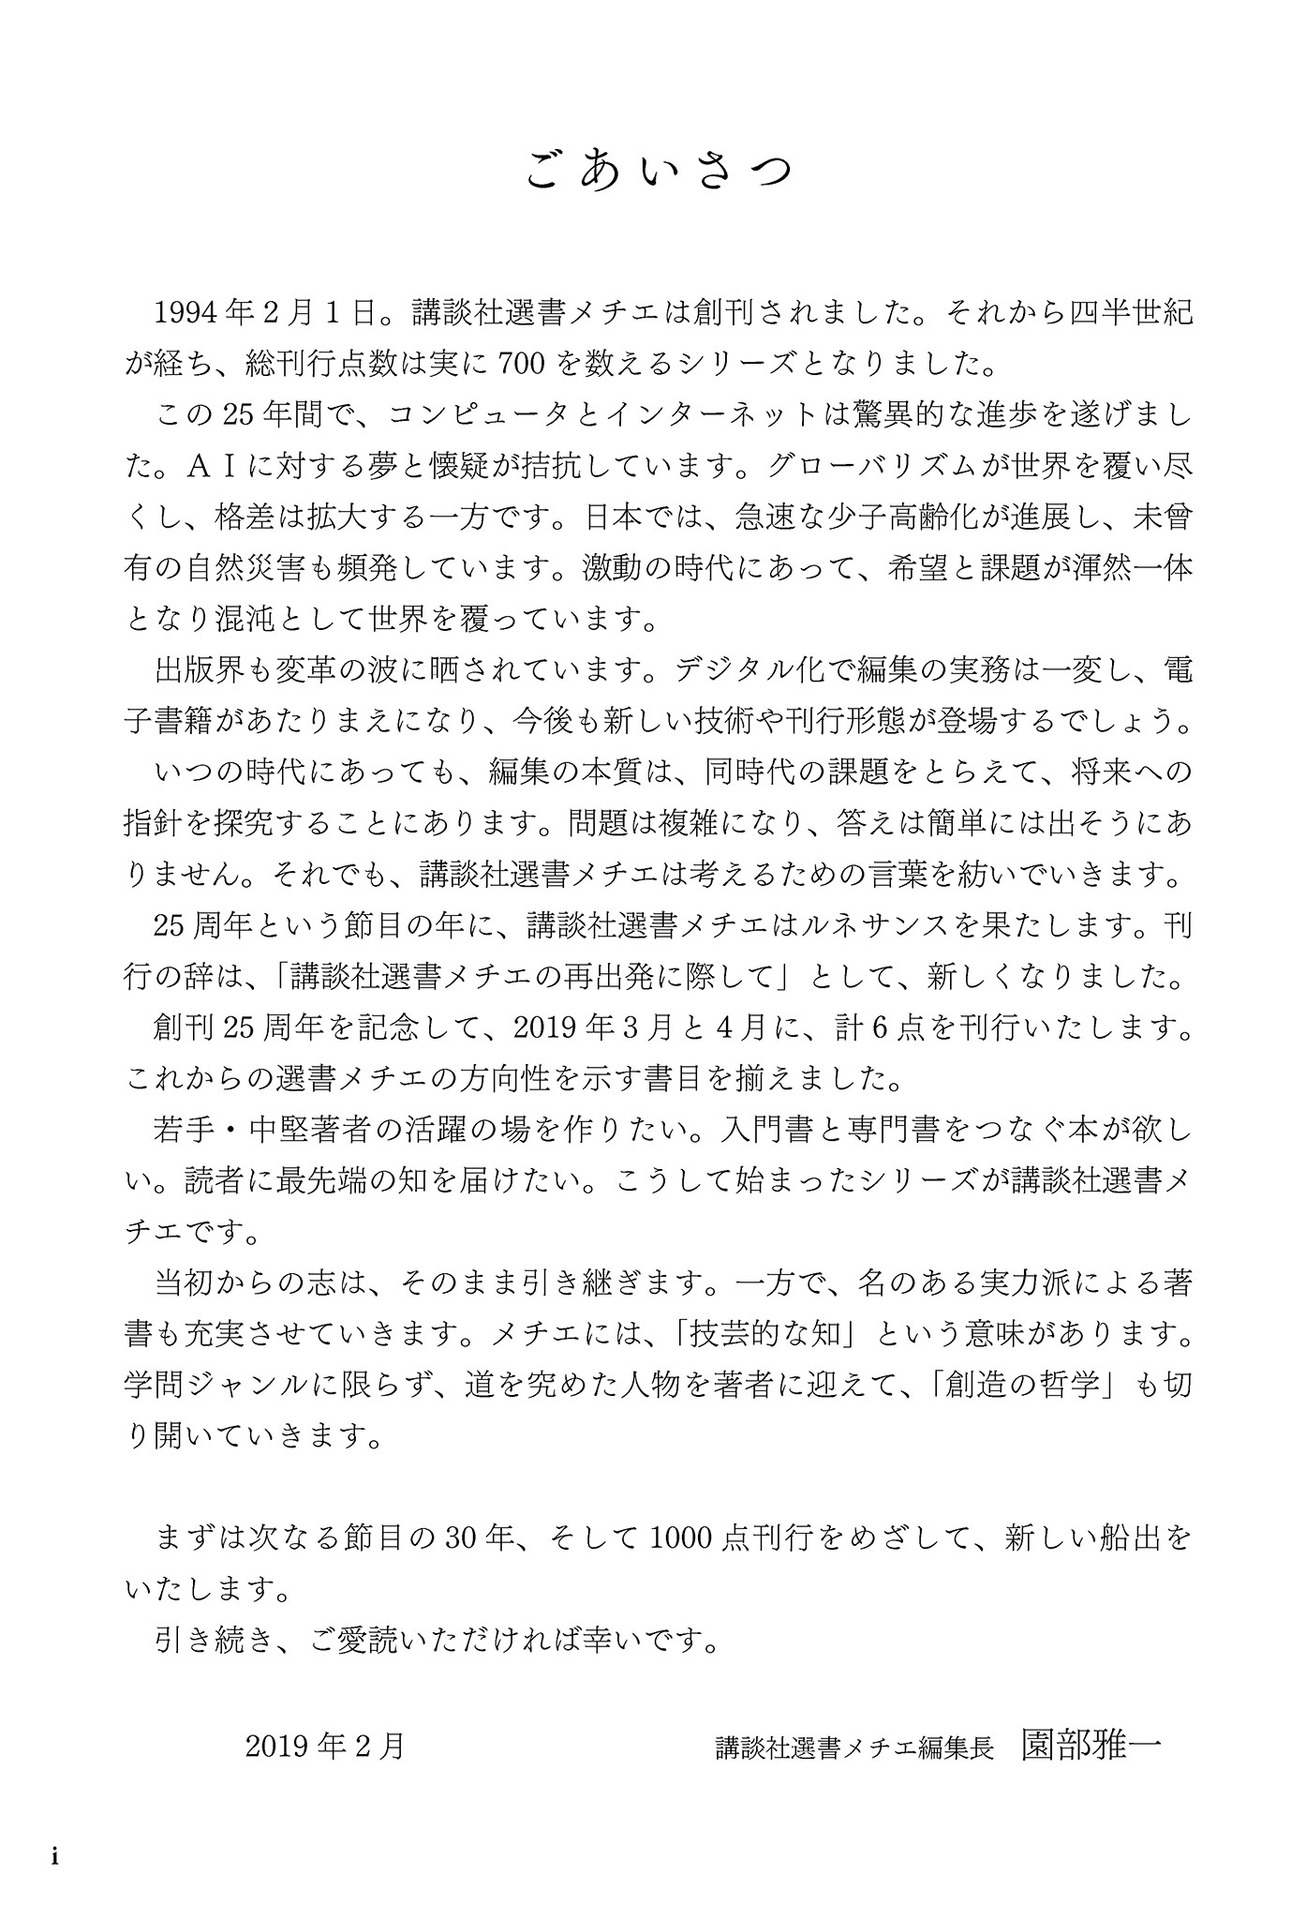 ごあいさつ
1994年2月1日。講談社選書メチエは創刊されました。それから四半世紀
が経ち、総刊行点数は実に700を数えるシリーズとなりました。
この25年間で、コンピュータとインターネットは驚異的な進歩を遂げまし
た。ＡＩに対する夢と懐疑が拮抗しています。グローバリズムが世界を覆い尽
くし、格差は拡大する一方です。日本では、急速な少子高齢化が進展し、未曾
有の自然災害も頻発しています。激動の時代にあって、希望と課題が渾然一体
となり混沌として世界を覆っています。
出版界も変革の波に晒されています。デジタル化で編集の実務は一変し、電
子書籍があたりまえになり、今後も新しい技術や刊行形態が登場するでしょう。
いつの時代にあっても、編集の本質は、同時代の課題をとらえて、将来への
指針を探究することにあります。問題は複雑になり、答えは簡単には出そうにあ
りません。それでも、講談社選書メチエは考えるための言葉を紡いでいきます。
25周年という節目の年に、講談社選書メチエはルネサンスを果たします。刊
行の辞は、「講談社選書メチエの再出発に際して」として、新しくなりました。
創刊25周年を記念して、2019年3月と4月に、計6点を刊行いたします。
これからの選書メチエの方向性を示す書目を揃えました。
若手・中堅著者の活躍の場を作りたい。入門書と専門書をつなぐ本が欲し
い。読者に最先端の知を届けたい。こうして始まったシリーズが講談社選書メ
チエです。
当初からの志は、そのまま引き継ぎます。一方で、名のある実力派による著
書も充実させていきます。メチエには、「技芸的な知」という意味があります。
学問ジャンルに限らず、道を究めた人物を著者に迎えて、「創造の哲学」も切
り開いていきます。
まずは次なる節目の30年、そして1000点刊行をめざして、新しい船出を
いたします。
引き続き、ご愛読いただければ幸いです。
2019年2月　講談社選書メチエ編集長　園部雅一
i